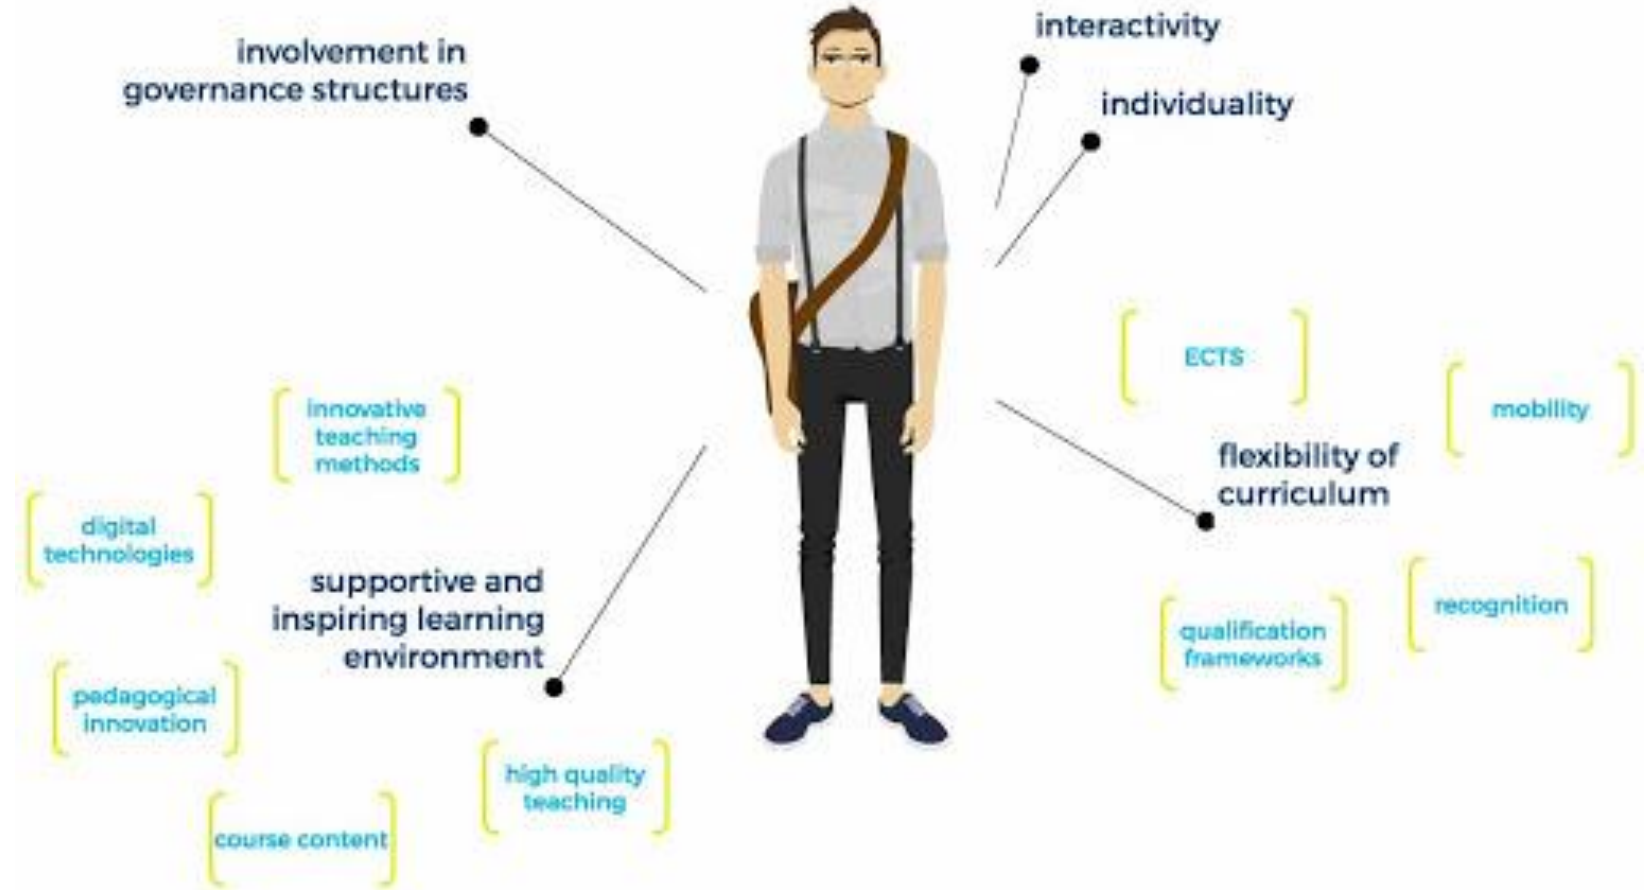 involvement in
governance structures
interactivity
individuality
innovative
teaching
methods
digital
technologies
supportive and
inspiring learning
environment
pedagogical
innovation
high quality
teaching
course content
ECTS
mobility
flexibility of
curriculum
qualification
frameworks
recognition